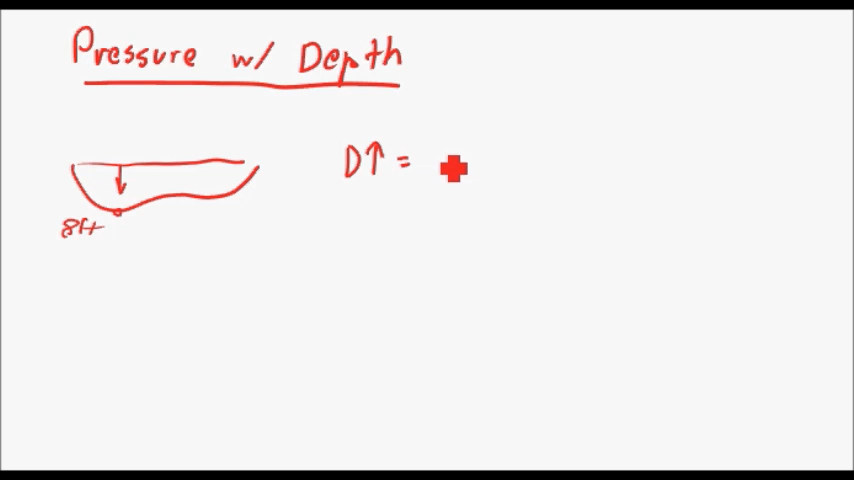 Pressure w/ Depth
D↑ =
8ft